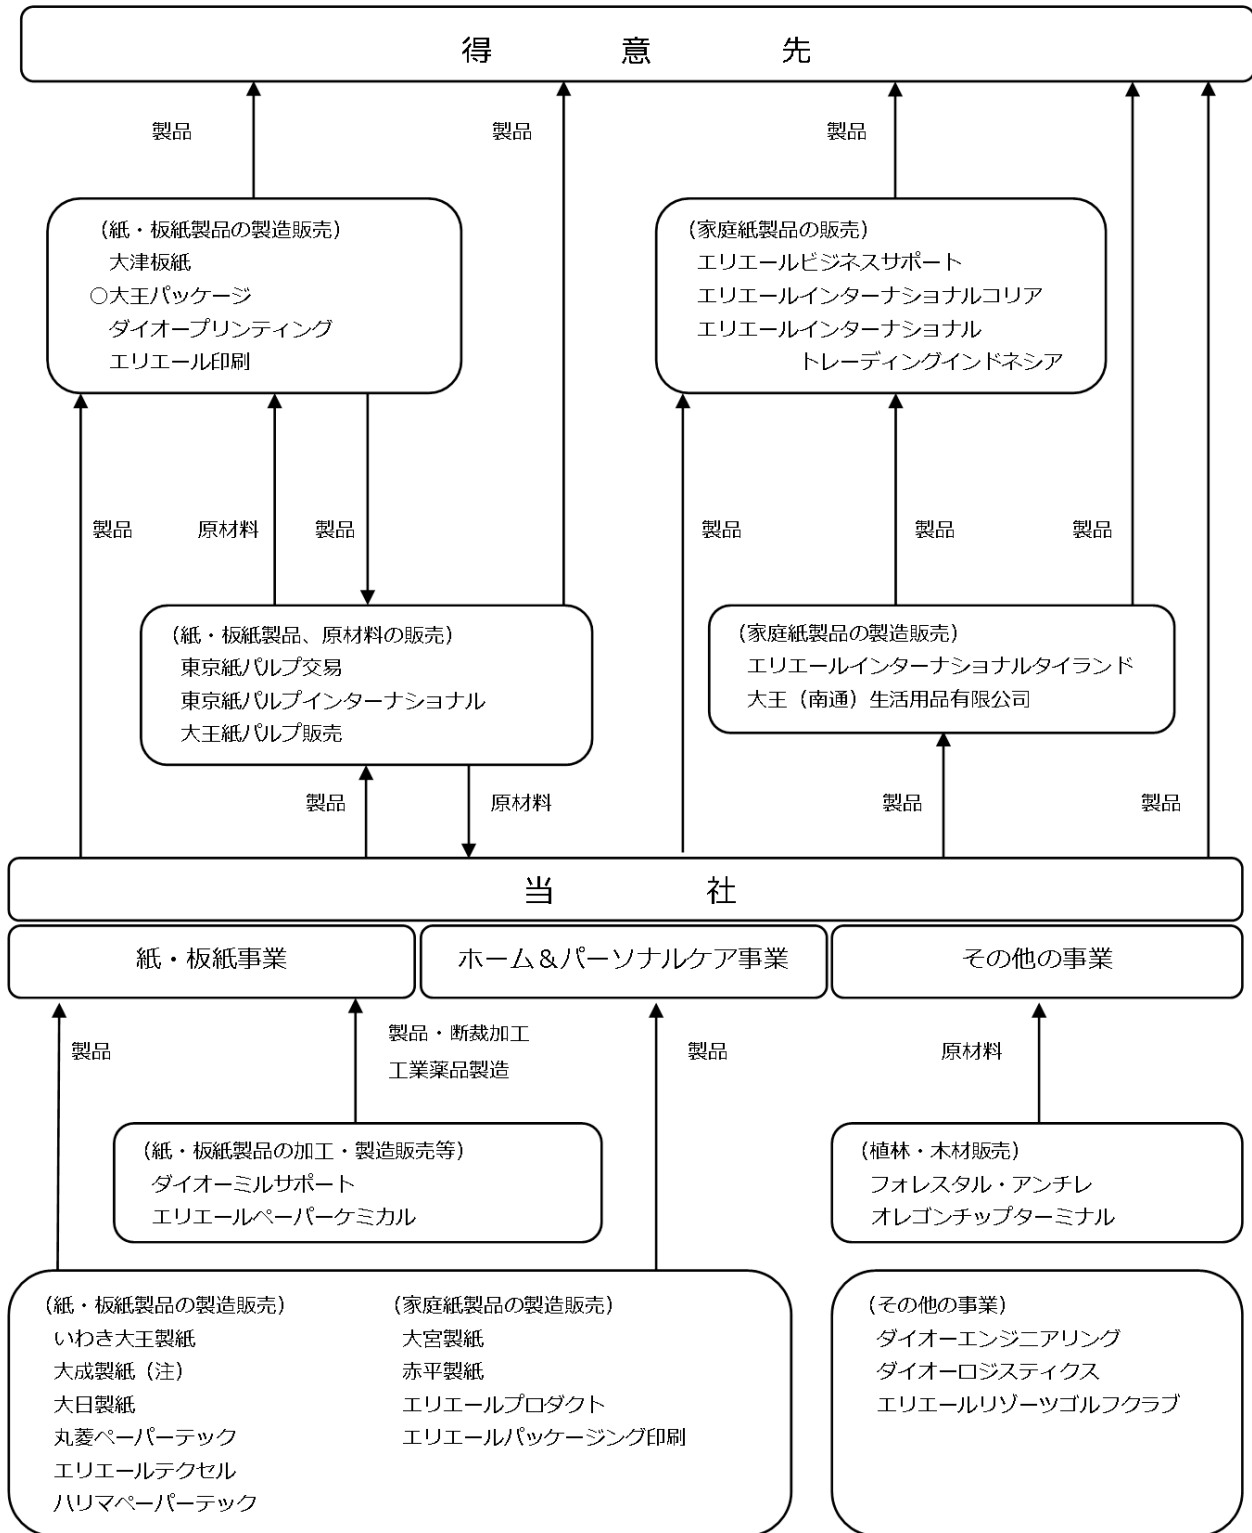 得意先
製品
製品
製品
(紙・板紙製品の製造販売)
大津板紙
○大王パッケージ
ダイオープリンティング
エリエール印刷
(家庭紙製品の販売)
エリエールビジネスサポート
エリエールインターナショナルコリア
エリエールインターナショナル
トレーディングインドネシア
製品
原材料
製品
製品
製品
製品
(紙・板紙製品、原材料の販売)
東京紙パルプ交易
東京紙パルプインターナショナル
大王紙パルプ販売
(家庭紙製品の製造販売)
エリエールインターナショナルタイランド
大王(南通)生活用品有限公司
製品
原材料
製品
製品
当社
紙・板紙事業
ホーム&パーソナルケア事業
その他の事業
製品
製品・断裁加工
工業薬品製造
製品
原材料
(紙・板紙製品の加工・製造販売等)
ダイオーミルサポート
エリエールペーパーケミカル
(植林・木材販売)
フォレスタル・アンチレ
オレゴンチップターミナル
(紙・板紙製品の製造販売)
いわき大王製紙
大成製紙(注)
大日製紙
丸菱ペーパーテック
エリエールテクセル
ハリマペーパーテック
(家庭紙製品の製造販売)
大宮製紙
赤平製紙
エリエールプロダクト
エリエールパッケージング印刷
(その他の事業)
ダイオーエンジニアリング
ダイオーロジスティクス
エリエールリゾーツゴルフクラブ